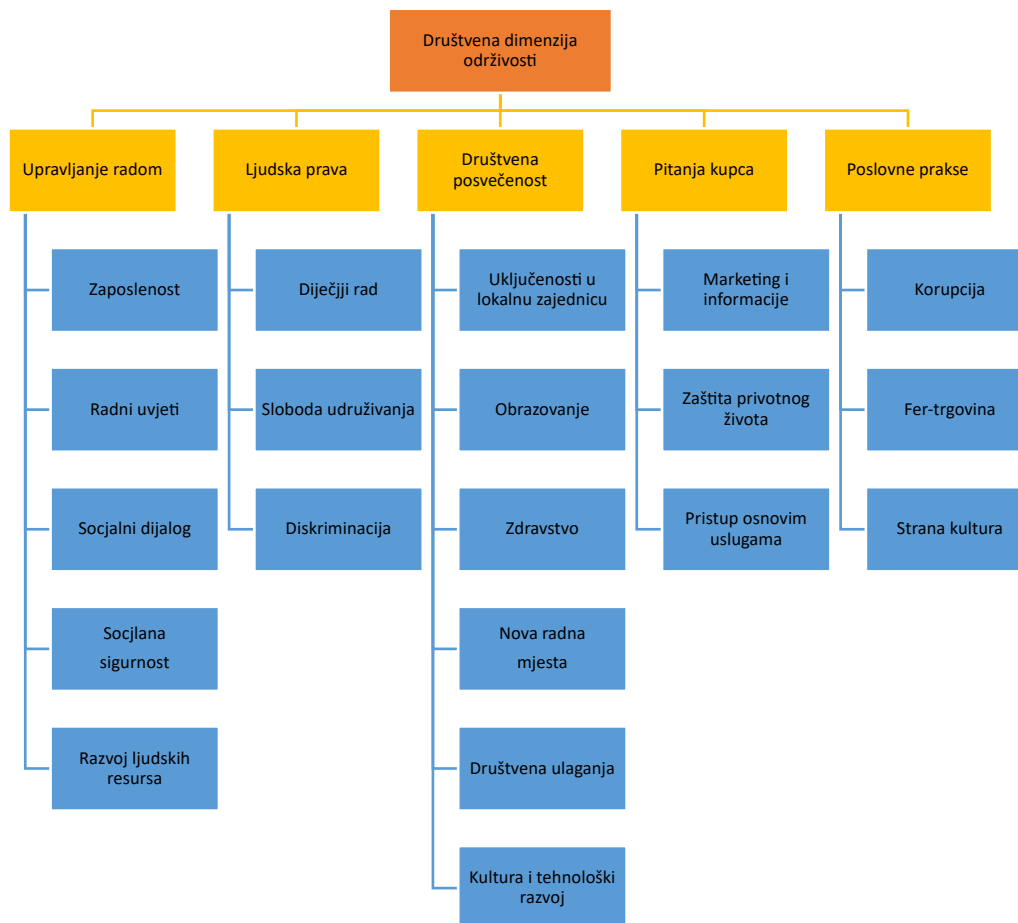 Društvena dimenzija
održivosti
Upravljanje radom
Ljudska prava
Društvena
posvečenost
Pitanja kupca
Poslovne prakse
Zaposlenost
Radni uvjeti
Socjalni dijalog
Socjlana
sigurnost
Razvoj ljudskih
resursa
Diječjji rad
Sloboda udruživanja
Diskriminacija
Uključenosti u
lokalnu zajednicu
Obrazovanje
Zdravstvo
Nova radna
mjesta
Društvena ulaganja
Kultura i tehnološki
razvoj
Marketing i
informacije
Zaštita privotnog
života
Pristup osnovim
uslugama
Korupcija
Fer-trgovina
Strana kultura